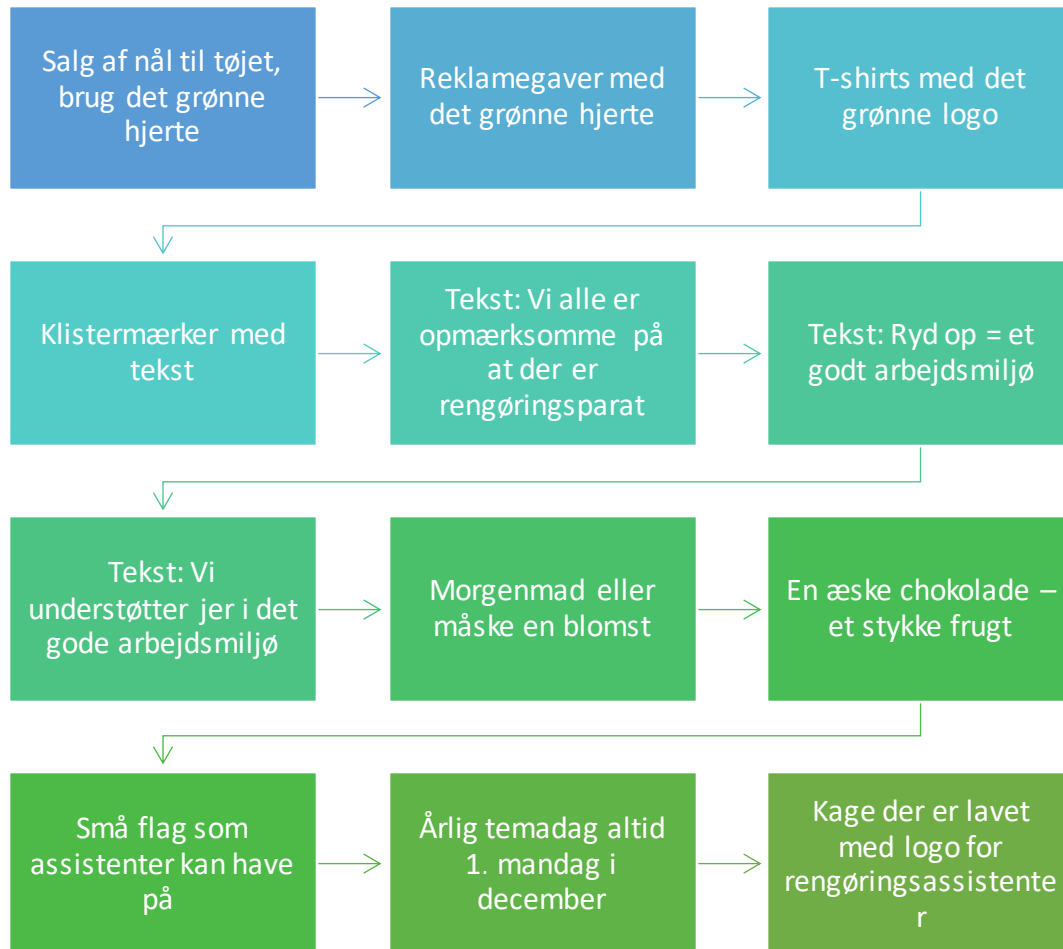 Salg af nål til tøjet,
brug det grønne
hjerte
Reklamegaver med
det grønne hjerte
T-shirts med det
grønne logo
Klistermærker med
tekst
Tekst: Vi alle er
opmærksomme på
at der er
rengøringsparat
Tekst: Ryd op = et
godt arbejdsmiljø
Tekst: Vi
understøtter jer i det
gode arbejdsmiljø
Morgenmad eller
måske en blomst
En æske chokolade –
et stykke frugt
Små flag som
assistenter kan have
på
Årlig temadag altid
1. mandag i
december
Kage der er lavet
med logo for
rengøringsassistente
r